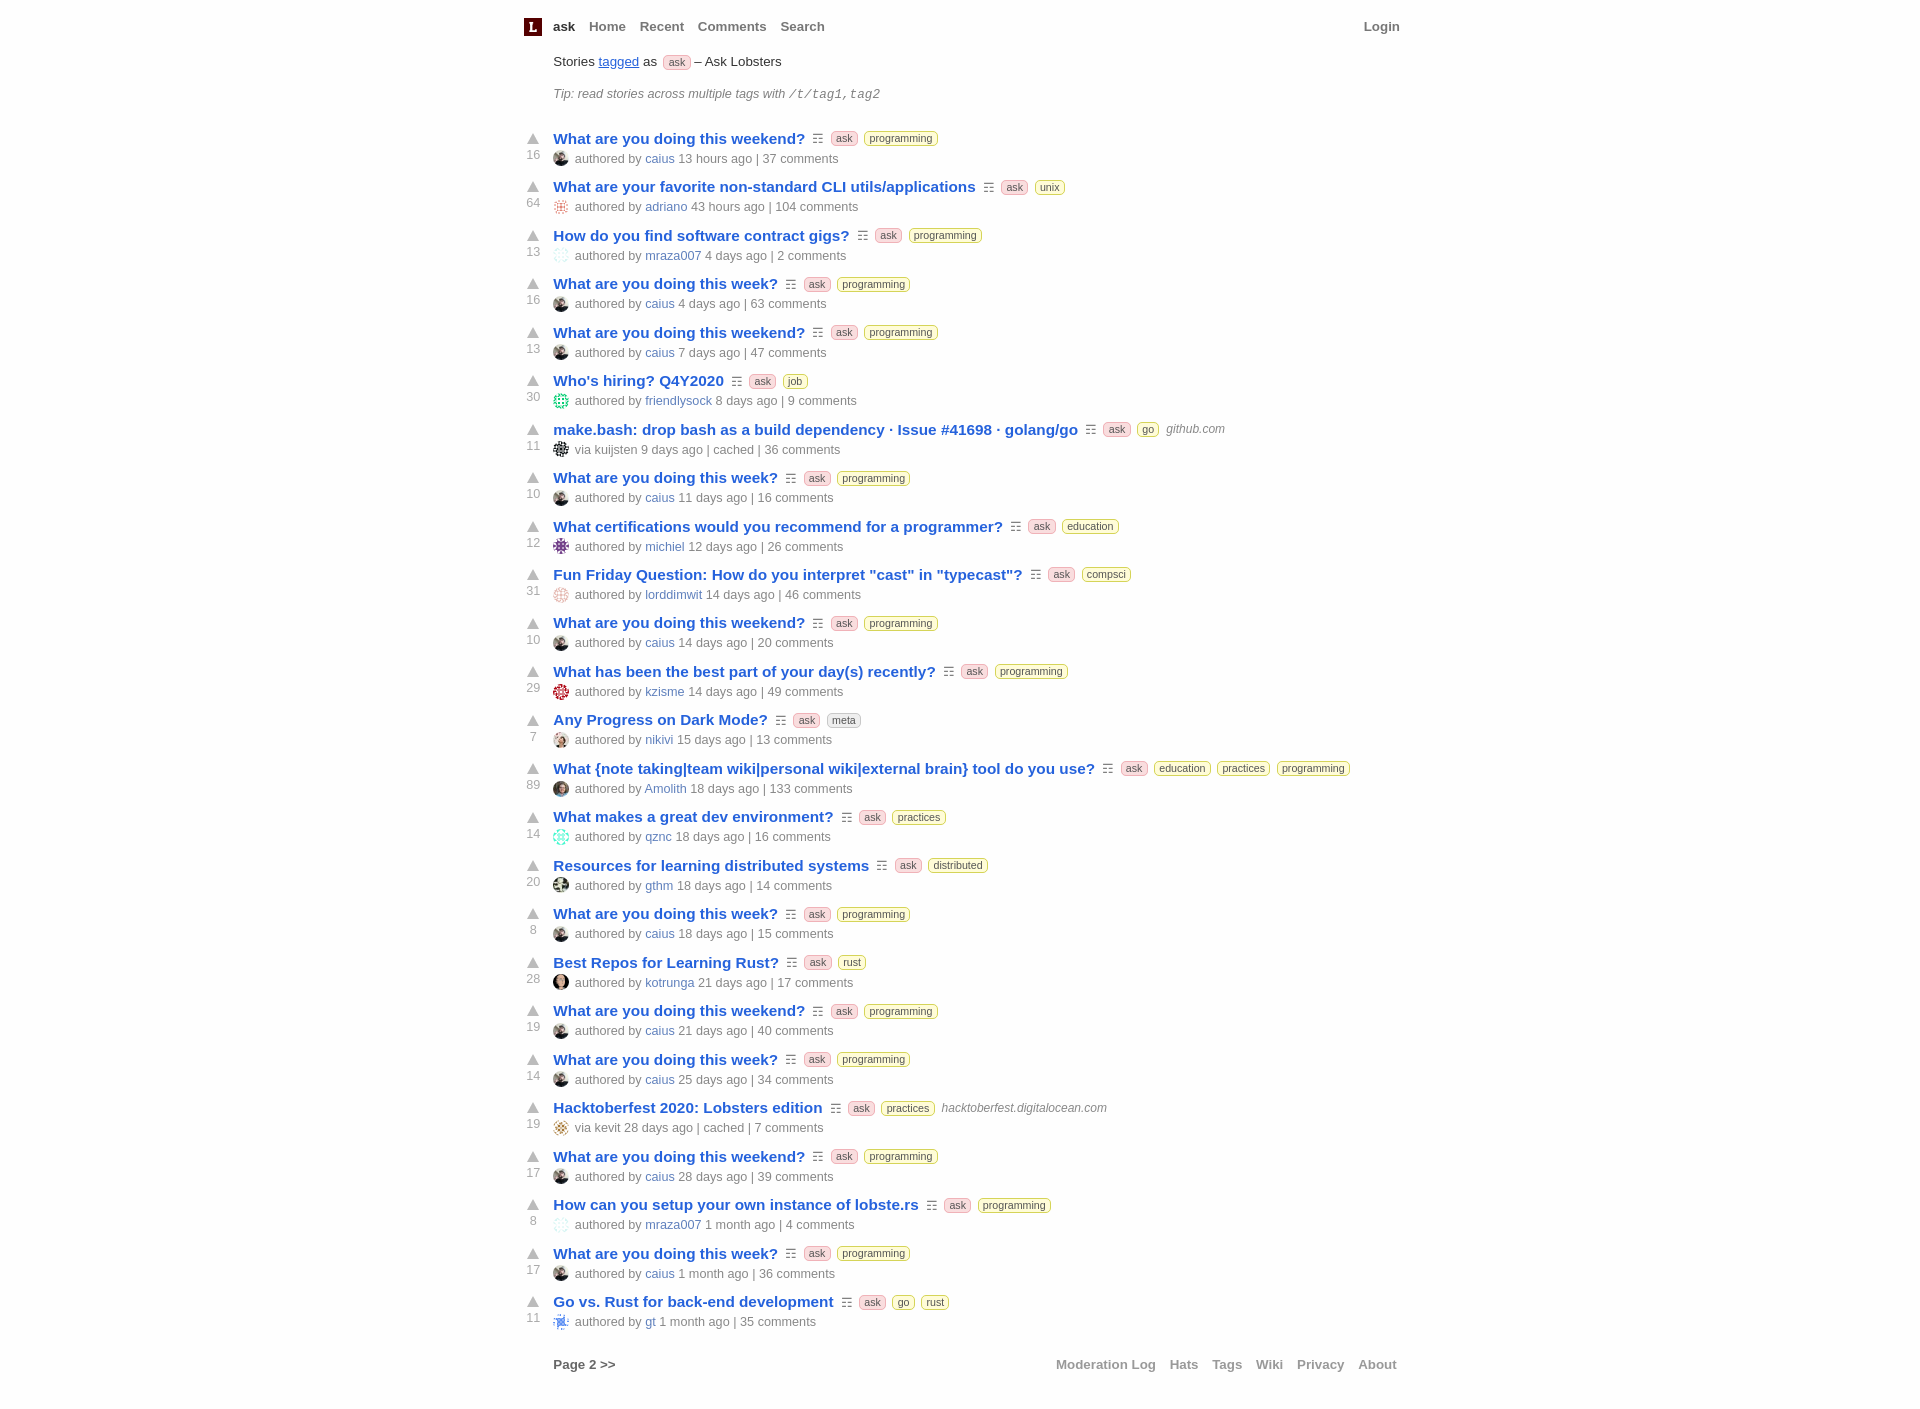 L ask Home Recent Comments Search Login
Stories tagged as ask – Ask Lobsters
Tip: read stories across multiple tags with /t/tag1,tag2
What are you doing this weekend? ☶ ask programming
16 authored by caius 13 hours ago | 37 comments
What are your favorite non-standard CLI utils/applications ☶ ask unix
64 authored by adriano 43 hours ago | 104 comments
How do you find software contract gigs? ☶ ask programming
13 authored by mraza007 4 days ago | 2 comments
What are you doing this week? ☶ ask programming
16 authored by caius 4 days ago | 63 comments
What are you doing this weekend? ☶ ask programming
13 authored by caius 7 days ago | 47 comments
Who's hiring? Q4Y2020 ☶ ask job
30 authored by friendlysock 8 days ago | 9 comments
make.bash: drop bash as a build dependency · Issue #41698 · golang/go ☶ ask go github.com
11 via kuijsten 9 days ago | cached | 36 comments
What are you doing this week? ☶ ask programming
10 authored by caius 11 days ago | 16 comments
What certifications would you recommend for a programmer? ☶ ask education
12 authored by michiel 12 days ago | 26 comments
Fun Friday Question: How do you interpret "cast" in "typecast"? ☶ ask compsci
31 authored by lorddimwit 14 days ago | 46 comments
What are you doing this weekend? ☶ ask programming
10 authored by caius 14 days ago | 20 comments
What has been the best part of your day(s) recently? ☶ ask programming
29 authored by kzisme 14 days ago | 49 comments
Any Progress on Dark Mode? ☶ ask meta
7 authored by nikivi 15 days ago | 13 comments
What {note taking|team wiki|personal wiki|external brain} tool do you use? ☶ ask education practices programming
89 authored by Amolith 18 days ago | 133 comments
What makes a great dev environment? ☶ ask practices
14 authored by qznc 18 days ago | 16 comments
Resources for learning distributed systems ☶ ask distributed
20 authored by gthm 18 days ago | 14 comments
What are you doing this week? ☶ ask programming
8 authored by caius 18 days ago | 15 comments
Best Repos for Learning Rust? ☶ ask rust
28 authored by kotrunga 21 days ago | 17 comments
What are you doing this weekend? ☶ ask programming
19 authored by caius 21 days ago | 40 comments
What are you doing this week? ☶ ask programming
14 authored by caius 25 days ago | 34 comments
Hacktoberfest 2020: Lobsters edition ☶ ask practices hacktoberfest.digitalocean.com
19 via kevit 28 days ago | cached | 7 comments
What are you doing this weekend? ☶ ask programming
17 authored by caius 28 days ago | 39 comments
How can you setup your own instance of lobste.rs ☶ ask programming
8 authored by mraza007 1 month ago | 4 comments
What are you doing this week? ☶ ask programming
17 authored by caius 1 month ago | 36 comments
Go vs. Rust for back-end development ☶ ask go rust
11 authored by gt 1 month ago | 35 comments
Page 2 >> Moderation Log Hats Tags Wiki Privacy About